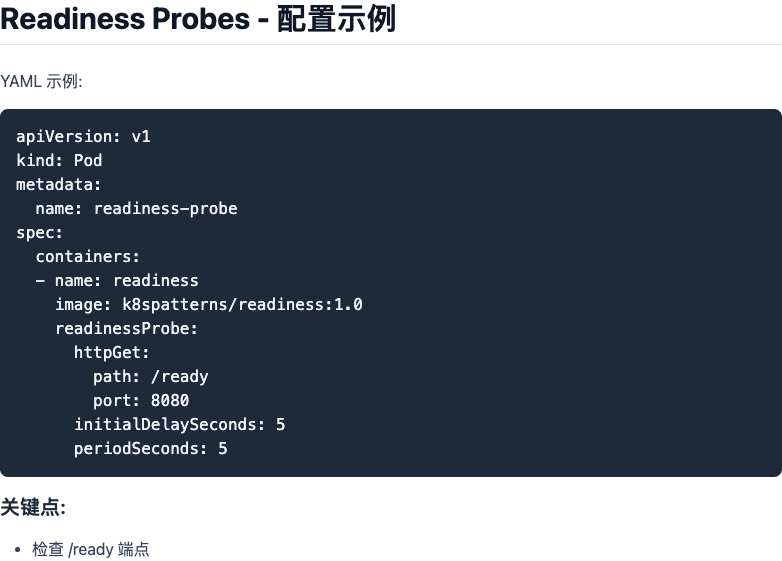 Readiness Probes - 配置示例
YAML 示例:
apiVersion: v1
kind: Pod
metadata:
  name: readiness-probe
spec:
  containers:
  - name: readiness
    image: k8spatterns/readiness:1.0
    readinessProbe:
      httpGet:
        path: /ready
        port: 8080
      initialDelaySeconds: 5
      periodSeconds: 5
关键点:
• 检查 /ready 端点